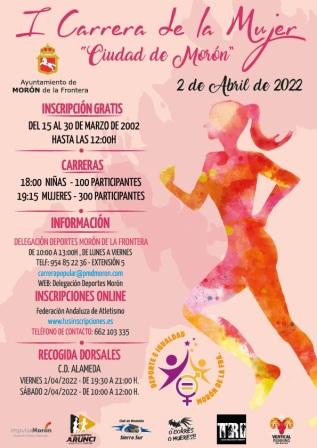 I Carrera de la Mujer
"Ciudad de Morón"
Ayuntamiento de
MORÓN de la Frontera
2 de Abril de 2022
INSCRIPCIÓN GRATIS
DEL 15 AL 30 DE MARZO DE 2002
HASTA LAS 12:00H
CARRERAS
18:00 NIÑAS - 100 PARTICIPANTES
19:15 MUJERES - 300 PARTICIPANTES
INFORMACIÓN
DELEGACIÓN DEPORTES MORÓN DE LA FRONTERA
DE 10:00 A 13:00H , DE LUNES A VIERNES
TELF: 954 85 22 36 - EXTENSIÓN 5
carrerapopular@pmdmoron.com
WEB: Delegación Deportes Morón
INSCRIPCIONES ONLINE
Federación Andaluza de Atletismo
www.tusinscripciones.es
TELÉFONO DE CONTACTO: 662 103 335
RECOGIDA DORSALES
C.D. ALAMEDA
VIERNES 1/04/2022 - DE 19:30 A 21:00 H.
SÁBADO 2/04/2022 - DE 10:00 A 12:00 H
DEPORTE E IGUALDAD
MORÓN DE LA FRA.
impulsaMorón
ARUNCI
Club de Montaña
Sierra Sur
O CORRES
O MUERES!!
VERTICAL
RUNNING